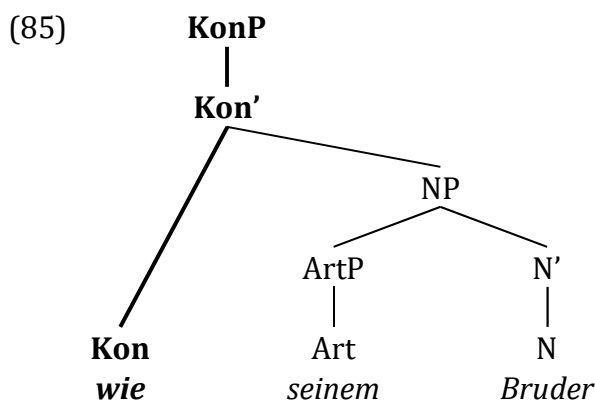 (85) KonP
Kon’
NP
ArtP N’
Kon Art N
wie seinem Bruder